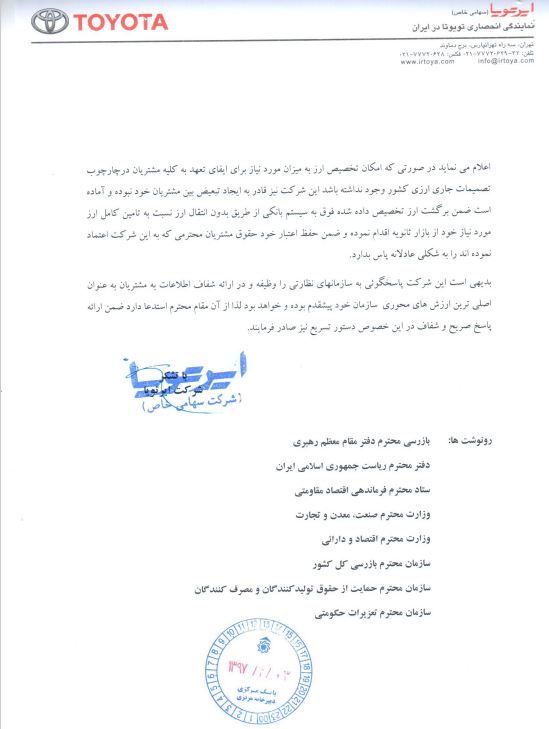 TOYOTA
ایرتویا (سهامی خاص)
نمایندگی انحصاری تویوتا در ایران
تهران، سه راه تهرانپارس، برج دماوند
تلفن: ۳۲-۷۷۷۲۰۶۲۹-۰۲۱ فکس: ۷۷۷۲۰۶۲۸-۰۲۱
www.irtoya.com info@irtoya.com
اعلام می نماید در صورتی که امکان تخصیص ارز به میزان مورد نیاز برای ایفای تعهد به کلیه مشتریان درچارچوب
تصمیمات جاری ارزی کشور وجود نداشته باشد این شرکت نیز قادر به ایجاد تبعیض بین مشتریان خود نبوده و آماده
است ضمن برگشت ارز تخصیص داده شده فوق به سیستم بانکی از طریق بدون انتقال ارز نسبت به تامین کامل ارز
مورد نیاز خود از بازار ثانویه اقدام نموده و ضمن حفظ اعتبار خود حقوق مشتریان محترمی که به این شرکت اعتماد
نموده اند را به شکلی عادلانه پاس بدارد.
بدیهی است این شرکت پاسخگوئی به سازمانهای نظارتی را وظیفه و در ارائه شفاف اطلاعات به مشتریان به عنوان
اصلی ترین ارزش های محوری سازمان خود پیشقدم بوده و خواهد بود لذا از آن مقام محترم استدعا دارد ضمن ارائه
پاسخ صریح و شفاف در این خصوص دستور تسریع نیز صادر فرمایند.
ایرتویا
با تشکر
شرکت ایرتویا
(شرکت سهامی خاص)
رونوشت ها: بازرسی محترم دفتر مقام معظم رهبری
دفتر محترم ریاست جمهوری اسلامی ایران
ستاد محترم فرماندهی اقتصاد مقاومتی
وزارت محترم صنعت، معدن و تجارت
وزارت محترم اقتصاد و دارائی
سازمان محترم بازرسی کل کشور
سازمان محترم حمایت از حقوق تولیدکنندگان و مصرف کنندگان
سازمان محترم تعزیرات حکومتی
بانک مرکزی
دبیرخانه مرکزی